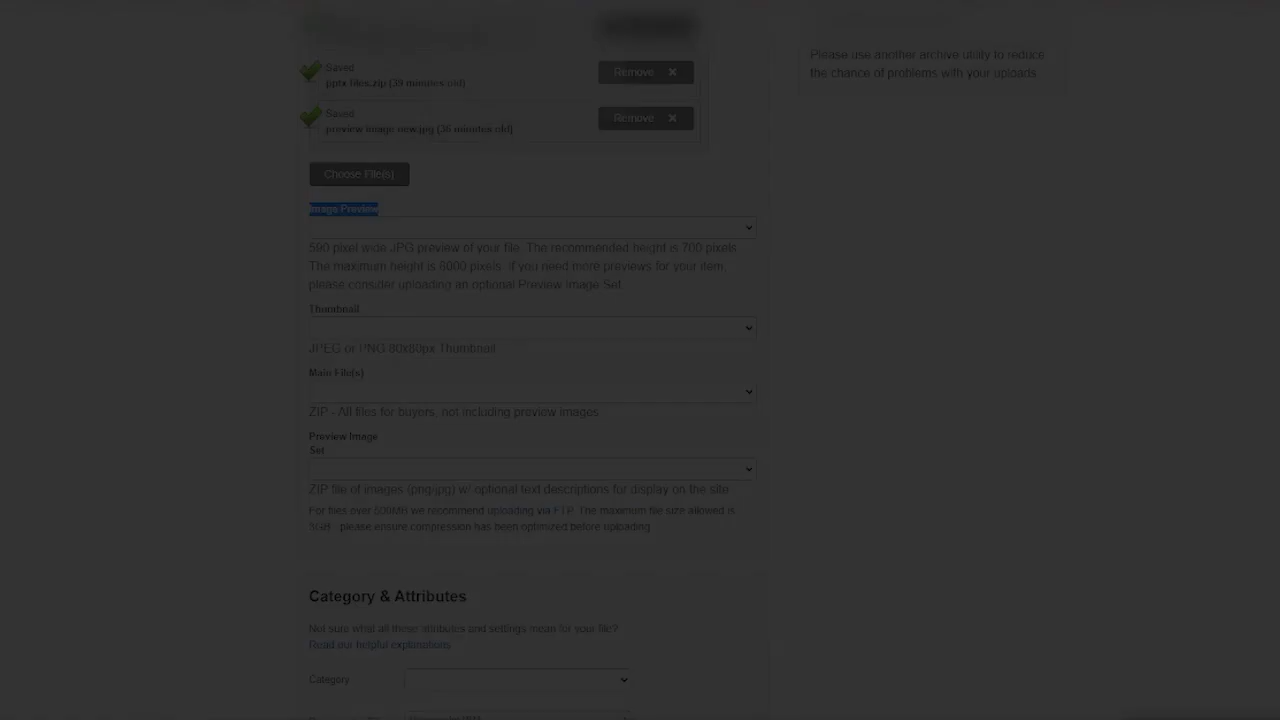 Saved
pptx files.zip (39 minutes old)
Remove ×
Saved
preview image new.jpg (36 minutes old)
Remove ×
Please use another archive utility to reduce
the chance of problems with your uploads
Choose File(s)
Image Preview
590 pixel wide JPG preview of your file. The recommended height is 700 pixels.
The maximum height is 8000 pixels. If you need more previews for your item,
please consider uploading an optional Preview Image Set.
Thumbnail
JPEG or PNG 80x80px Thumbnail
Main File(s)
ZIP - All files for buyers, not including preview images
Preview Image
Set
ZIP file of images (png/jpg) w/ optional text descriptions for display on the site
For files over 500MB we recommend uploading via FTP. The maximum file size allowed is
please ensure compression has been optimized before uploading
Category & Attributes
Not sure what all these attributes and settings mean for your file?
Read our helpful explanations
Category